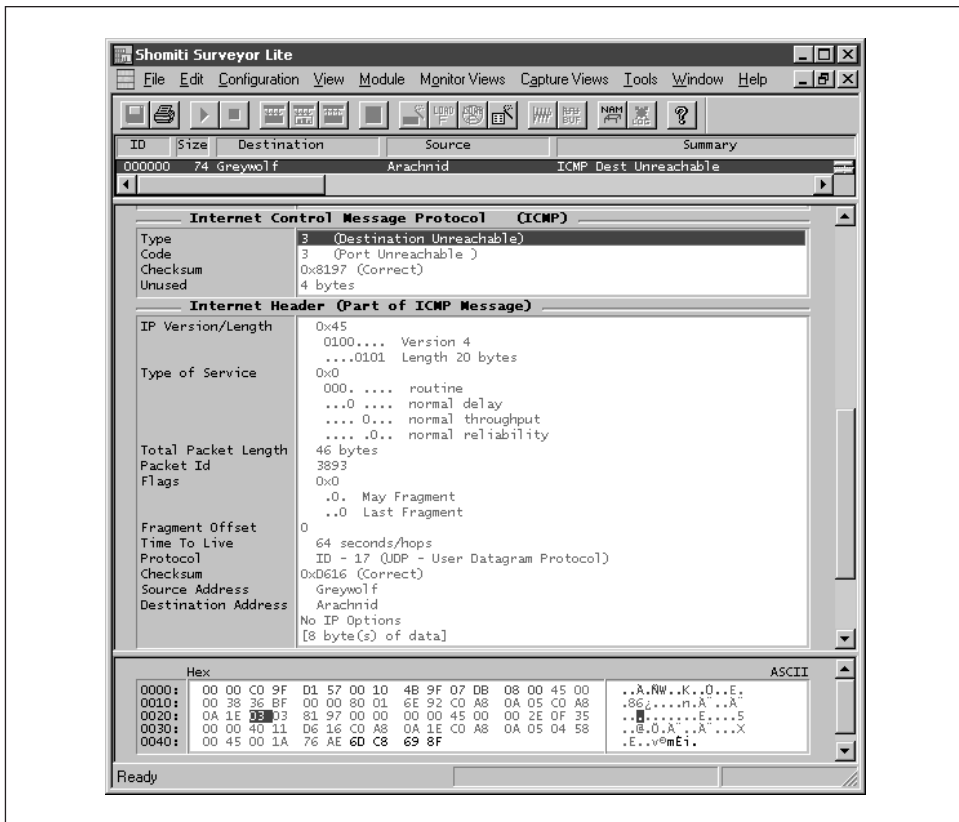 Shomiti Surveyor Lite
File Edit Configuration View Module Monitor Views Capture Views Tools Window Help
ID Size Destination Source Summary
000000 74 Greywolf Arachnid ICMP Dest Unreachable
Internet Control Message Protocol (ICMP)
Type 3 (Destination Unreachable)
Code 3 (Port Unreachable )
Checksum 0x8197 (Correct)
Unused 4 bytes
Internet Header (Part of ICMP Message)
IP Version/Length 0x45
0100.... Version 4
....0101 Length 20 bytes
Type of Service 0x0
000. .... routine
...0 .... normal delay
.... 0... normal throughput
.... .0.. normal reliability
Total Packet Length 46 bytes
Packet Id 3893
Flags 0x0
.0. May Fragment
..0 Last Fragment
Fragment Offset 0
Time To Live 64 seconds/hops
Protocol ID - 17 (UDP - User Datagram Protocol)
Checksum 0xD616 (Correct)
Source Address Greywolf
Destination Address Arachnid
No IP Options
[8 byte(s) of data]
Hex ASCII
0000: 00 00 C0 9F D1 57 00 10 4B 9F 07 DB 08 00 45 00 ..À.ÑW..K..Û..E.
0010: 00 38 36 BF 00 00 80 01 6E 92 C0 A8 0A 05 C0 A8 .86¿....n.À¨..À¨
0020: 0A 1E 03 03 81 97 00 00 00 00 45 00 00 2E 0F 35 ..........E....5
0030: 00 00 40 11 D6 16 C0 A8 0A 1E C0 A8 0A 05 04 58 ..@.Ö.À¨..À¨...X
0040: 00 45 00 1A 76 AE 6D C8 69 8F .E..v®mÈi.
Ready